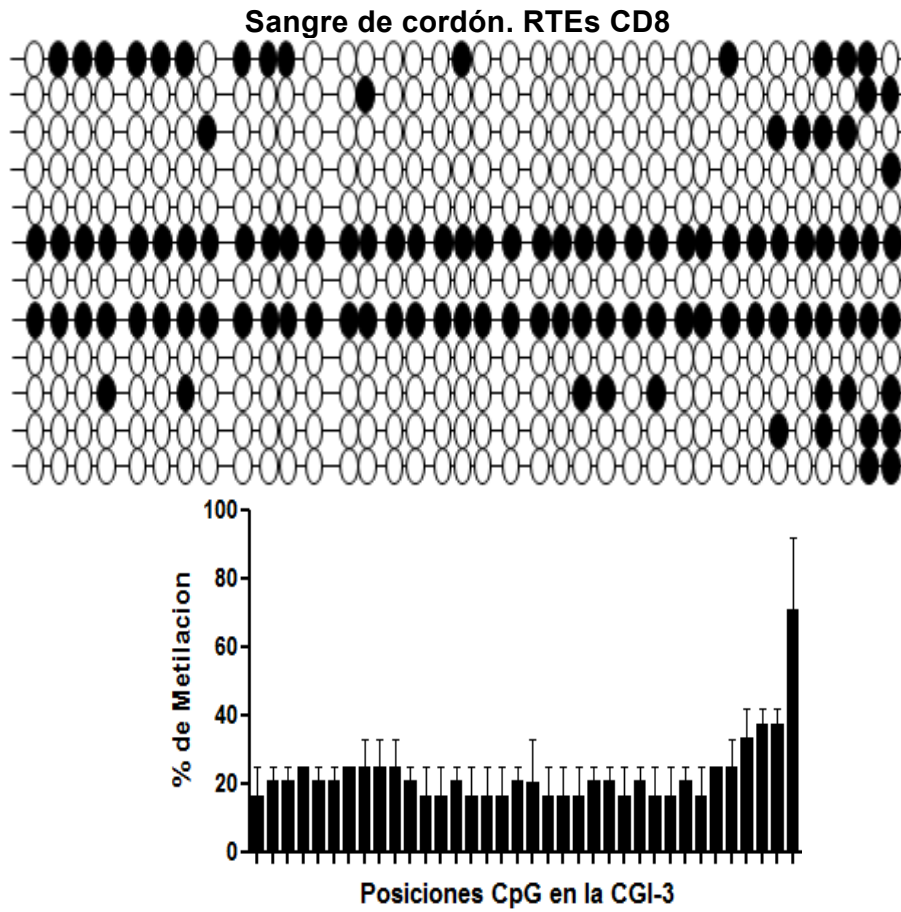 Sangre de cordón. RTEs CD8
100
80
60
40
20
0
% de Metilacion
Posiciones CpG en la CGI-3